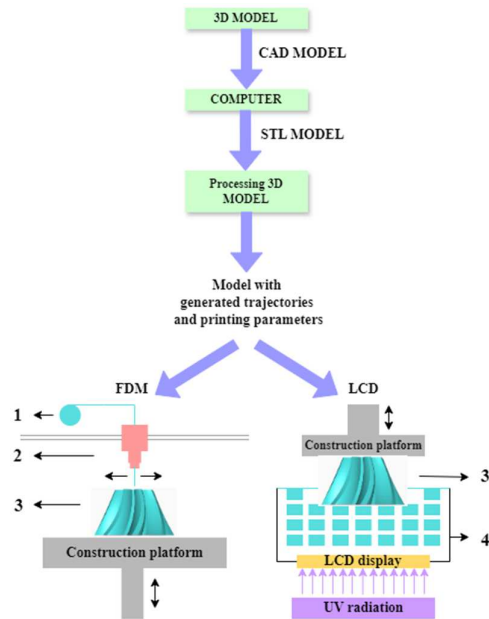 3D MODEL
CAD MODEL
COMPUTER
STL MODEL
Processing 3D
MODEL
Model with
generated trajectories
and printing parameters
FDM
LCD
1
2
3
Construction platform
Construction platform
3
4
LCD display
UV radiation